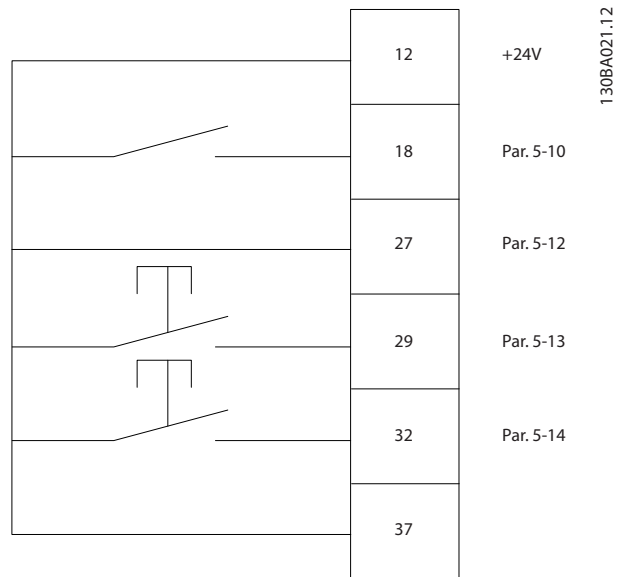 12 +24V
18 Par. 5-10
27 Par. 5-12
29 Par. 5-13
32 Par. 5-14
37
130BA021.12